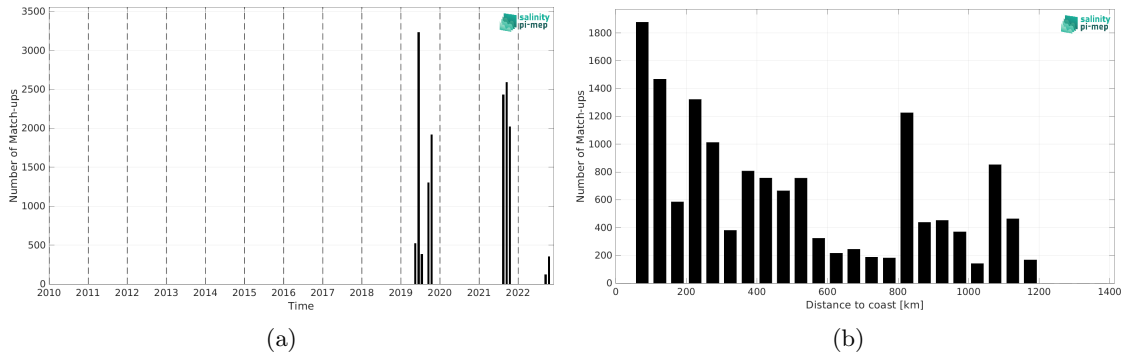 salinity
pi-mep
Number of Match-ups
3500
3000
2500
2000
1500
1000
500
0
2010 2011 2012 2013 2014 2015 2016 2017 2018 2019 2020 2021 2022
Time
(a)
salinity
pi-mep
Number of Match-ups
1800
1600
1400
1200
1000
800
600
400
200
0
0 200 400 600 800 1000 1200 1400
Distance to coast [km]
(b)